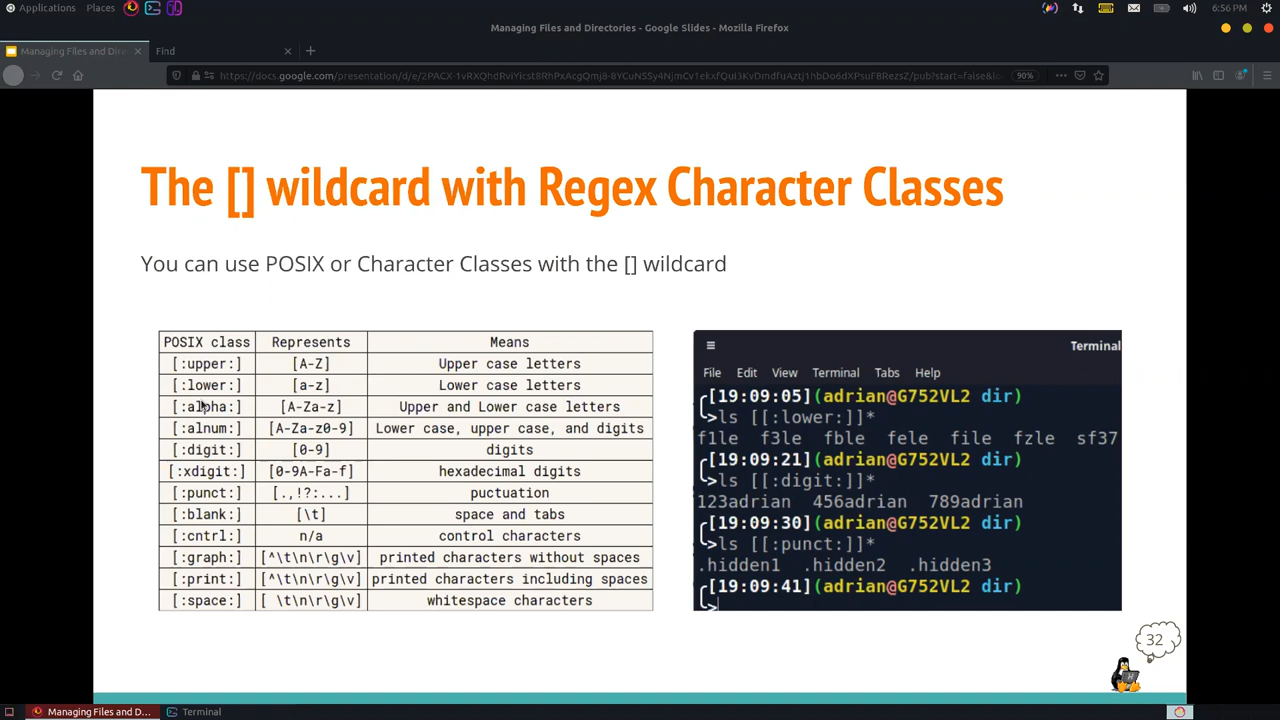 Applications Places 6:56 PM
Managing Files and Directories - Google Slides - Mozilla Firefox
Managing Files and Dire Find
90%
The [] wildcard with Regex Character Classes
You can use POSIX or Character Classes with the [] wildcard
POSIX class Represents Means
[:upper:] [A-Z] Upper case letters
[:lower:] [a-z] Lower case letters
[:alpha:] [A-Za-z] Upper and Lower case letters
[:alnum:] [A-Za-z0-9] Lower case, upper case, and digits
[:digit:] [0-9] digits
[:xdigit:] [0-9A-Fa-f] hexadecimal digits
[:punct:] [.,!?:...] puctuation
[:blank:] [\t] space and tabs
[:cntrl:] n/a control characters
[:graph:] [^\t\n\r\g\v] printed characters without spaces
[:print:] [^\t\n\r\g\v] printed characters including spaces
[:space:] [ \t\n\r\g\v] whitespace characters
Terminal
File Edit View Terminal Tabs Help
[19:09:05](adrian@G752VL2 dir)
>ls [[:lower:]]*
f1le f3le fble fele file fzle sf37
[19:09:21](adrian@G752VL2 dir)
>ls [[:digit:]]*
123adrian 456adrian 789adrian
[19:09:30](adrian@G752VL2 dir)
>ls [[:punct:]]*
.hidden1 .hidden2 .hidden3
[19:09:41](adrian@G752VL2 dir)
>
32
Managing Files and D... Terminal